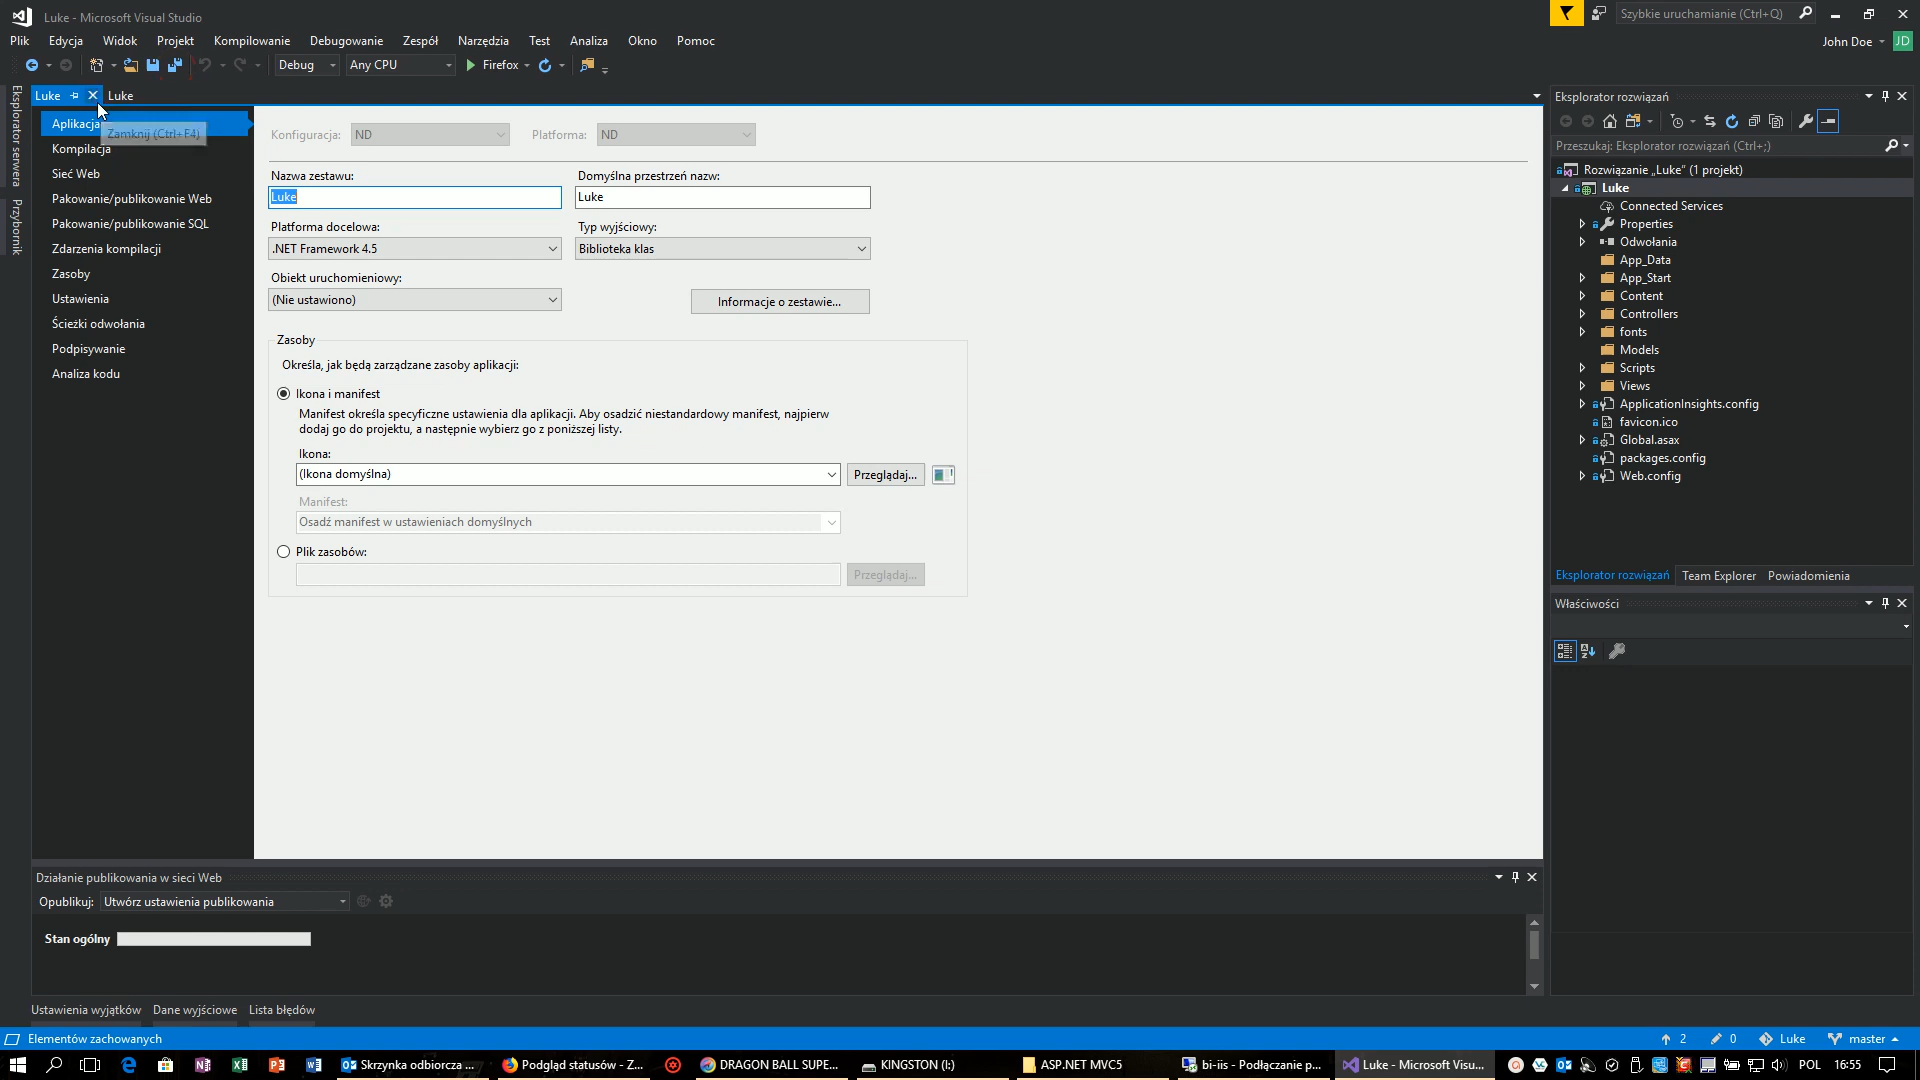 Luke - Microsoft Visual Studio
Szybkie uruchamianie (Ctrl+Q)
Plik Edycja Widok Projekt Kompilowanie Debugowanie Zespół Narzędzia Test Analiza Okno Pomoc
John Doe JD
Debug Any CPU Firefox
Luke Luke
Eksplorator serwera
Przybornik
Aplikacja
Zamknij (Ctrl+F4)
Kompilacja
Sieć Web
Pakowanie/publikowanie Web
Pakowanie/publikowanie SQL
Zdarzenia kompilacji
Zasoby
Ustawienia
Ścieżki odwołania
Podpisywanie
Analiza kodu
Konfiguracja: ND Platforma: ND
Nazwa zestawu: Domyślna przestrzeń nazw:
Luke Luke
Platforma docelowa: Typ wyjściowy:
.NET Framework 4.5 Biblioteka klas
Obiekt uruchomieniowy:
(Nie ustawiono) Informacje o zestawie...
Zasoby
Określa, jak będą zarządzane zasoby aplikacji:
Ikona i manifest
Manifest określa specyficzne ustawienia dla aplikacji. Aby osadzić niestandardowy manifest, najpierw
dodaj go do projektu, a następnie wybierz go z poniższej listy.
Ikona:
(Ikona domyślna) Przeglądaj...
Manifest:
Osadź manifest w ustawieniach domyślnych
Plik zasobów:
Przeglądaj...
Eksplorator rozwiązań
Przeszukaj: Eksplorator rozwiązań (Ctrl+;)
Rozwiązanie „Luke” (1 projekt)
Luke
Connected Services
Properties
Odwołania
App_Data
App_Start
Content
Controllers
fonts
Models
Scripts
Views
ApplicationInsights.config
favicon.ico
Global.asax
packages.config
Web.config
Eksplorator rozwiązań Team Explorer Powiadomienia
Właściwości
Działanie publikowania w sieci Web
Opublikuj: Utwórz ustawienia publikowania
Stan ogólny
Ustawienia wyjątków Dane wyjściowe Lista błędów
Elementów zachowanych
2 0 Luke master
Skrzynka odbiorcza ... Podgląd statusów - Z... DRAGON BALL SUPE... KINGSTON (I:) ASP.NET MVC5 bi-iis - Podłączanie p... Luke - Microsoft Visu... POL 16:55